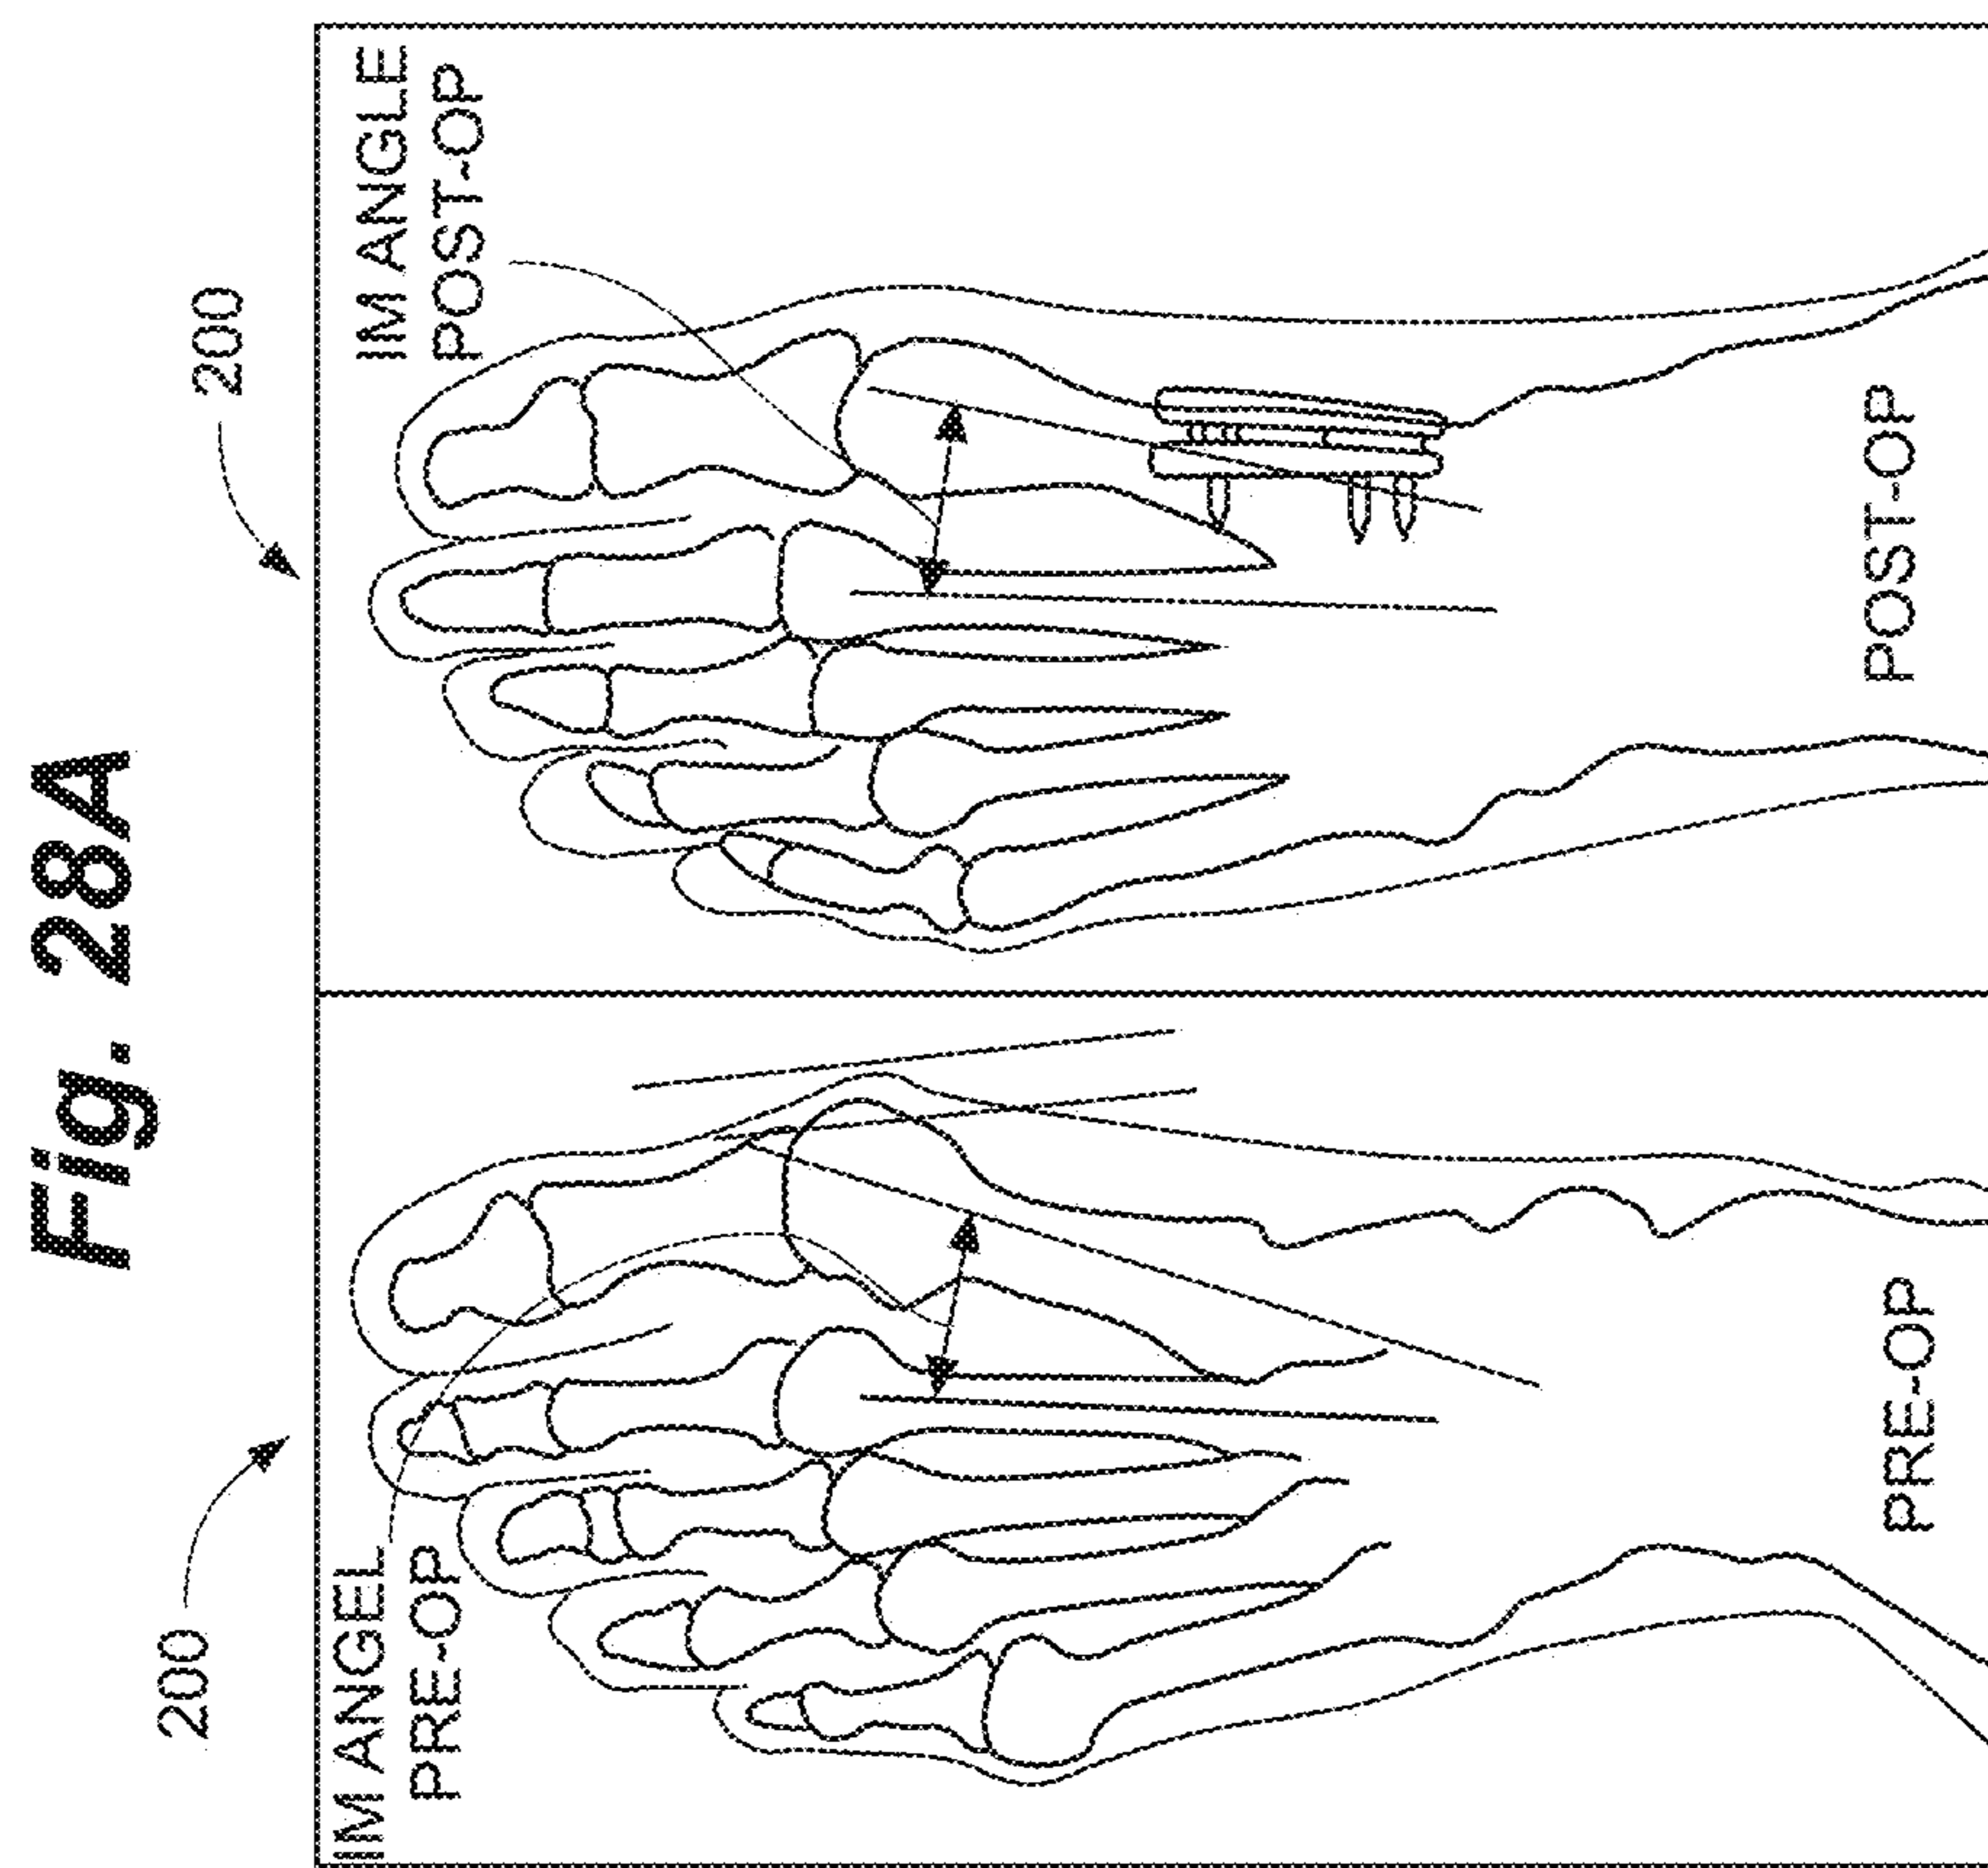 Fig. 28A
200
200
IM ANGEL
PRE-OP
IM ANGLE
POST-OP
PRE-OP
POST-OP